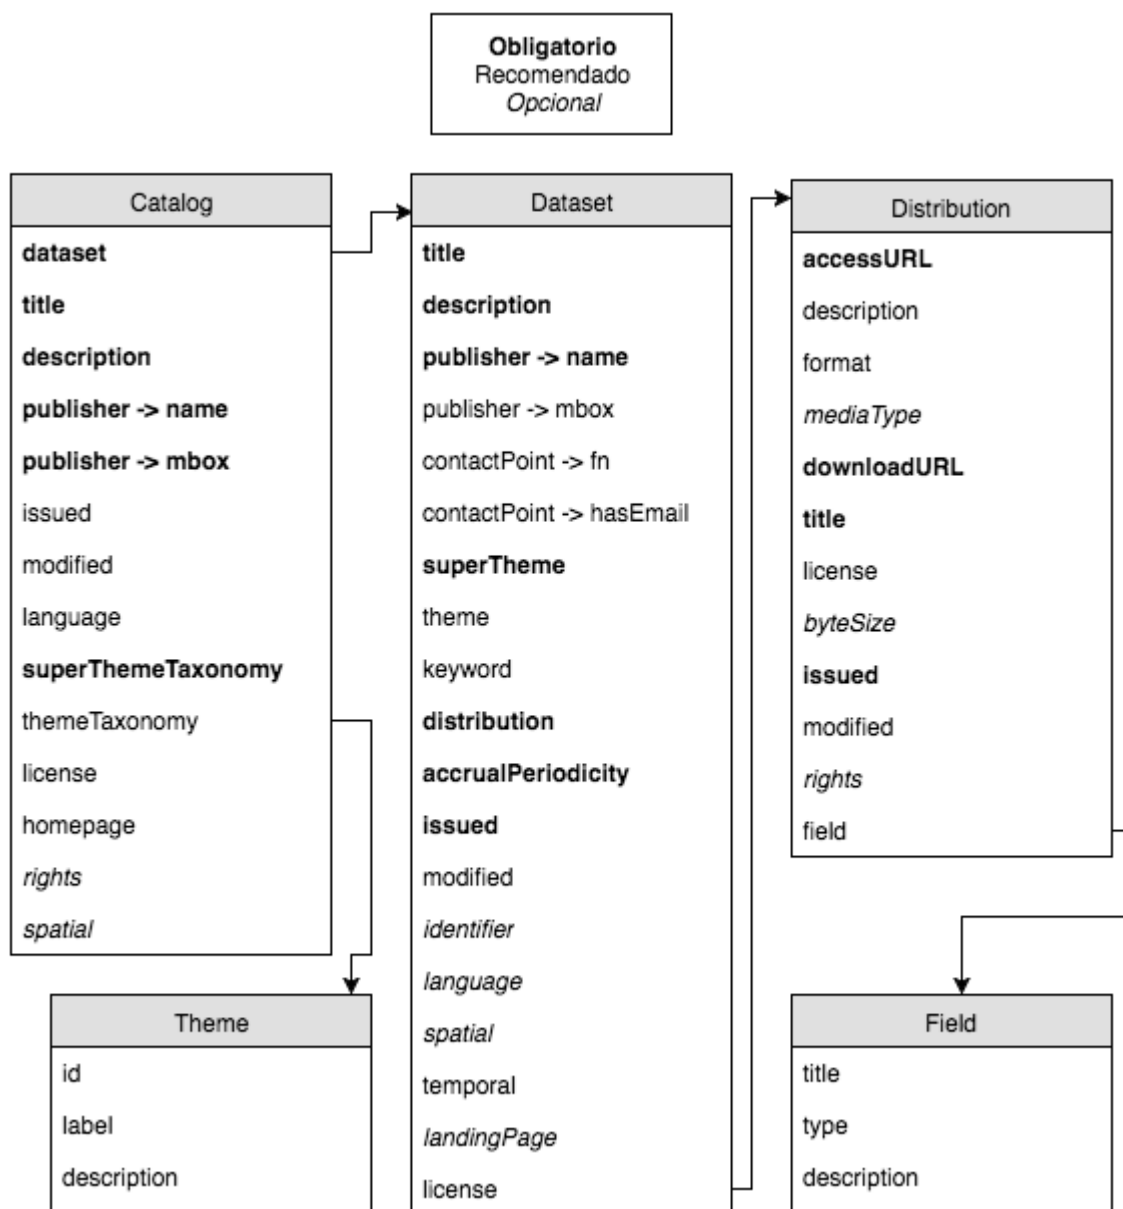 Obligatorio
Recomendado
Opcional
Catalog
dataset
title
description
publisher -> name
publisher -> mbox
issued
modified
language
superThemeTaxonomy
themeTaxonomy
license
homepage
rights
spatial
Theme
id
label
description
Dataset
title
description
publisher -> name
publisher -> mbox
contactPoint -> fn
contactPoint -> hasEmail
superTheme
theme
keyword
distribution
accrualPeriodicity
issued
modified
identifier
language
spatial
temporal
landingPage
license
Distribution
accessURL
description
format
mediaType
downloadURL
title
license
byteSize
issued
modified
rights
field
Field
title
type
description